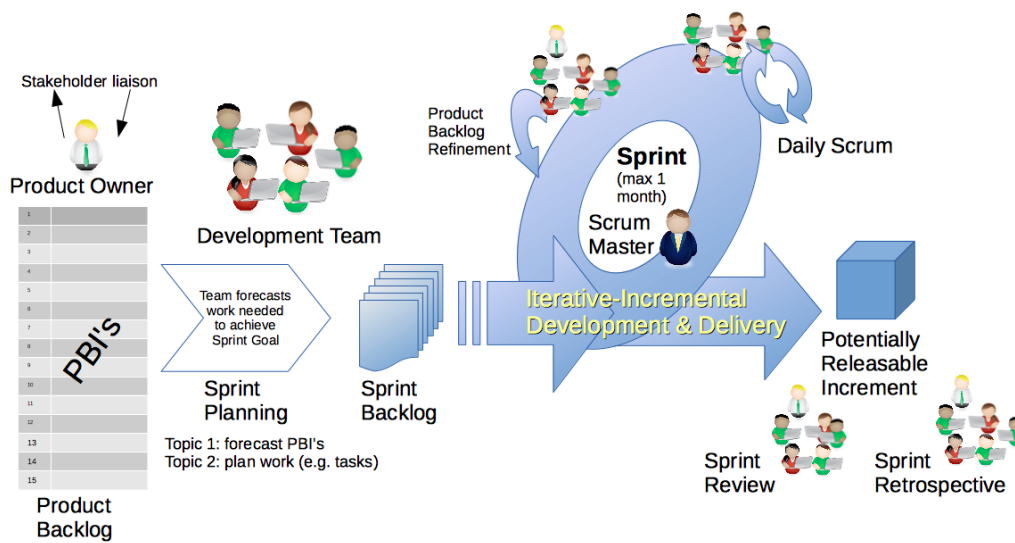 Stakeholder liaison
Product Owner
1
2
3
4
5
6
7
8
9
10
11
12
13
14
15
PBI's
Product
Backlog
Development Team
Team forecasts
work needed
to achieve
Sprint Goal
Sprint
Planning
Topic 1: forecast PBI's
Topic 2: plan work (e.g. tasks)
Sprint
Backlog
Product
Backlog
Refinement
Sprint
(max 1
month)
Scrum
Master
Daily Scrum
Iterative-Incremental
Development & Delivery
Potentially
Releasable
Increment
Sprint
Review
Sprint
Retrospective